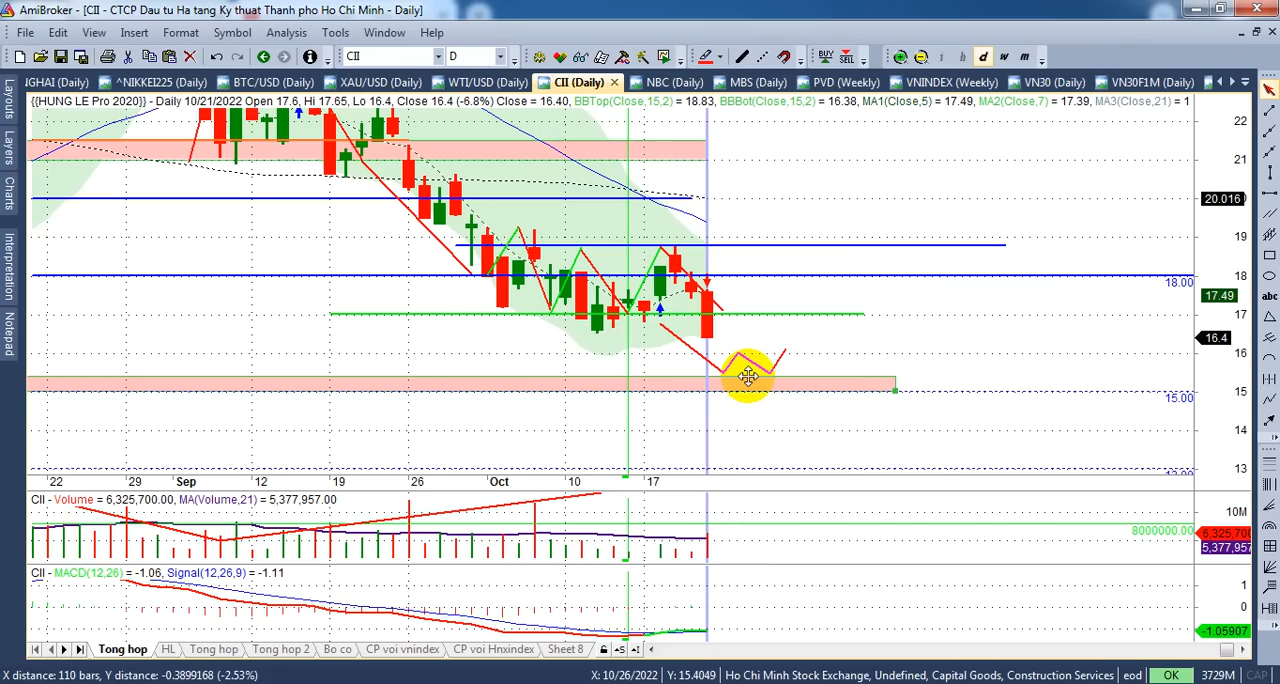 AmiBroker - [CII - CTCP Dau tu Ha tang Ky thuat Thanh pho Ho Chi Minh - Daily]
File Edit View Insert Format Symbol Analysis Tools Window Help
CII D BUY SELL i h d w m
IGHAI (Daily) ^NIKKEI225 (Daily) BTC/USD (Daily) XAU/USD (Daily) WTI/USD (Daily) CII (Daily) NBC (Daily) MBS (Daily) PVD (Weekly) VNINDEX (Weekly) VN30 (Daily) VN30F1M (Daily)
Layouts
Layers
Charts
Interpretation
Notepad
{{HUNG LE Pro 2020}} - Daily 10/21/2022 Open 17.6, Hi 17.65, Lo 16.4, Close 16.4 (-6.8%) Close = 16.40, BBTop(Close,15,2) = 18.83, BBBot(Close,15,2) = 16.38, MA1(Close,5) = 17.49, MA2(Close,7) = 17.39, MA3(Close,21) = 1
22
21
20.016
19
18
18.00
17.49
17
16.4
16
15
15.00
14
13
22 29 Sep 12 19 26 Oct 10 17
CII - Volume = 6,325,700.00, MA(Volume,21) = 5,377,957.00
10M
8000000.00
6,325,700
5,377,957
CII - MACD(12,26) = -1.06, Signal(12,26,9) = -1.11
1
0
-1.05907
abc
Tong hop HL Tong hop Tong hop 2 Bo co CP voi vnindex CP voi Hnxindex Sheet 8
X distance: 110 bars, Y distance: -0.3899168 (-2.53%) X: 10/26/2022 Y: 15.4049 Ho Chi Minh Stock Exchange, Undefined, Capital Goods, Construction Services eod OK 3729M CAP